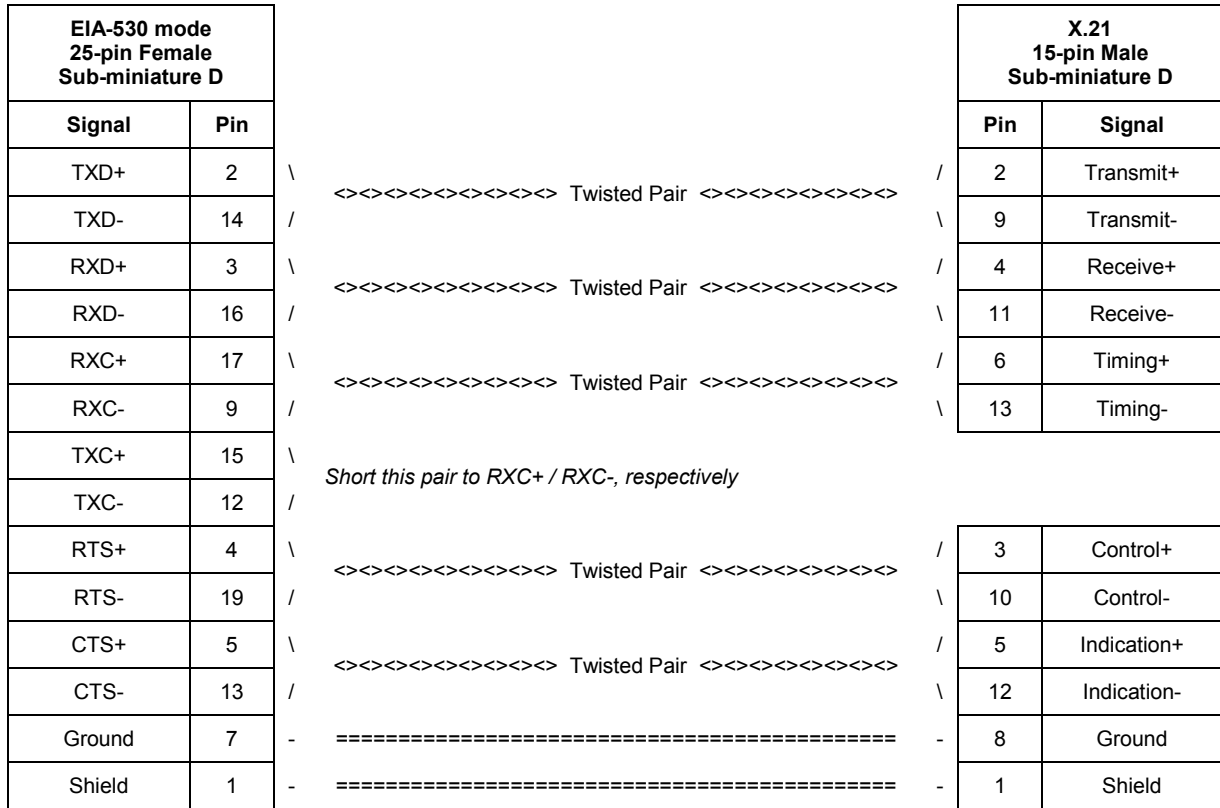 EIA-530 mode
25-pin Female
Sub-miniature D
X.21
15-pin Male
Sub-miniature D
Signal Pin Pin Signal
TXD+ 2 \ / 2 Transmit+
<><><><><><><><><> Twisted Pair <><><><><><><><>
TXD- 14 / \ 9 Transmit-
RXD+ 3 \ / 4 Receive+
<><><><><><><><><> Twisted Pair <><><><><><><><>
RXD- 16 / \ 11 Receive-
RXC+ 17 \ / 6 Timing+
<><><><><><><><><> Twisted Pair <><><><><><><><>
RXC- 9 / \ 13 Timing-
TXC+ 15 \
Short this pair to RXC+ / RXC-, respectively
TXC- 12 /
RTS+ 4 \ / 3 Control+
<><><><><><><><><> Twisted Pair <><><><><><><><>
RTS- 19 / \ 10 Control-
CTS+ 5 \ / 5 Indication+
<><><><><><><><><> Twisted Pair <><><><><><><><>
CTS- 13 / \ 12 Indication-
Ground 7 - ============================================= - 8 Ground
Shield 1 - ============================================= - 1 Shield